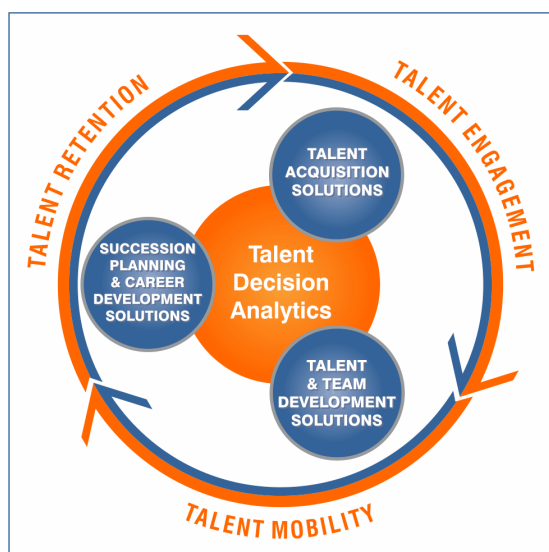 TALENT RETENTION
TALENT ENGAGEMENT
TALENT
ACQUISITION
SOLUTIONS
SUCCESSION
PLANNING
& CAREER
DEVELOPMENT
SOLUTIONS
Talent
Decision
Analytics
TALENT
& TEAM
DEVELOPMENT
SOLUTIONS
TALENT MOBILITY